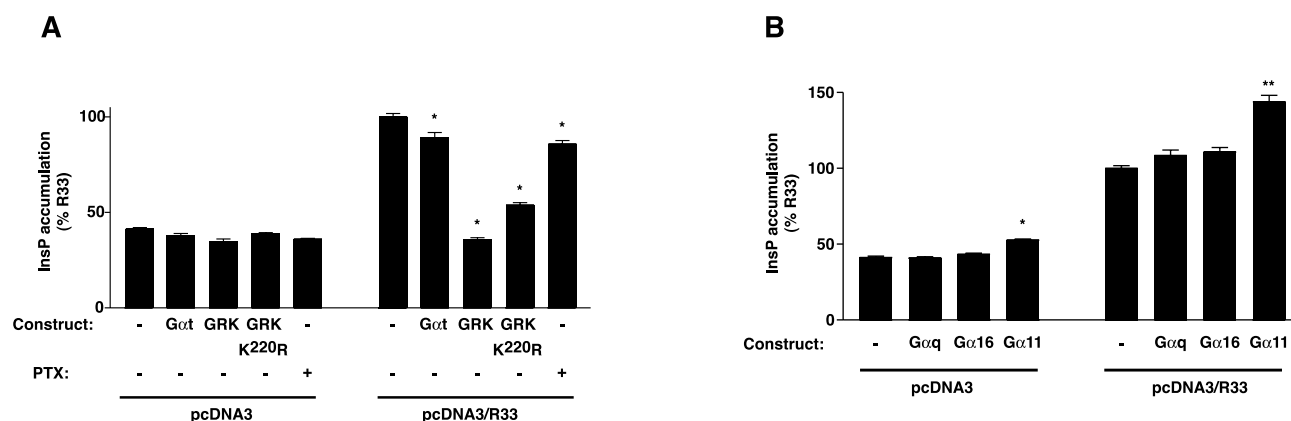 A
InsP accumulation
(% R33)
100
50
0
* * * *
Construct: - Gαt GRK GRK - - Gαt GRK GRK -
K220R K220R
PTX: - - - - + - - - - +
pcDNA3 pcDNA3/R33
B
InsP accumulation
(% R33)
150
100
50
0
* **
Construct: - Gαq Gα16 Gα11 - Gαq Gα16 Gα11
pcDNA3 pcDNA3/R33